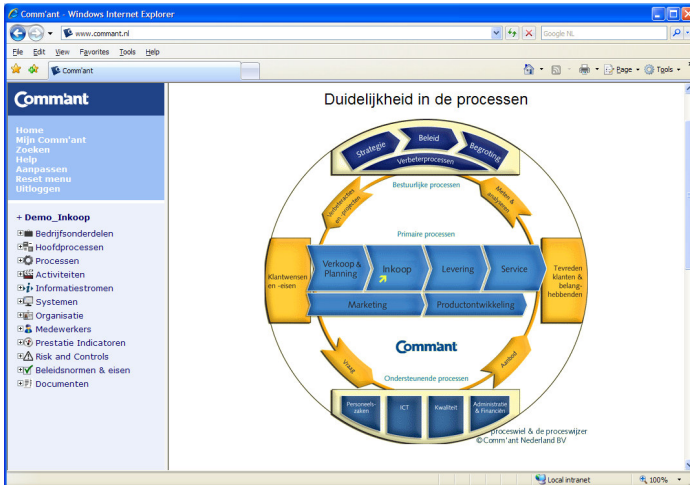 Comm'ant - Windows Internet Explorer
www.commant.nl
Google NL
File Edit View Favorites Tools Help
Comm'ant
Page Tools
Comm'ant
Home
Mijn Comm'ant
Zoeken
Help
Aanpassen
Reset menu
Uitloggen
+ Demo_Inkoop
Bedrijfsonderdelen
Hoofdprocessen
Processen
Activiteiten
Informatiestromen
Systemen
Organisatie
Medewerkers
Prestatie Indicatoren
Risk and Controls
Beleidsnormen & eisen
Documenten
Duidelijkheid in de processen
Strategie
Beleid
Begroting
Verbeterprocessen
Bestuurlijke processen
Verbeteracties
en -projecten
Meten &
analyseren
Primaire processen
Klantwensen
en -eisen
Verkoop &
Planning
Inkoop
Levering
Service
Tevreden
klanten &
belang-
hebbenden
Marketing
Productontwikkeling
Comm'ant
Vraag
Aanbod
Ondersteunende processen
Personeels-
zaken
ICT
Kwaliteit
Administratie
& Financiën
proceswiel & de proceswijzer
©Comm'ant Nederland BV
Local intranet
100%